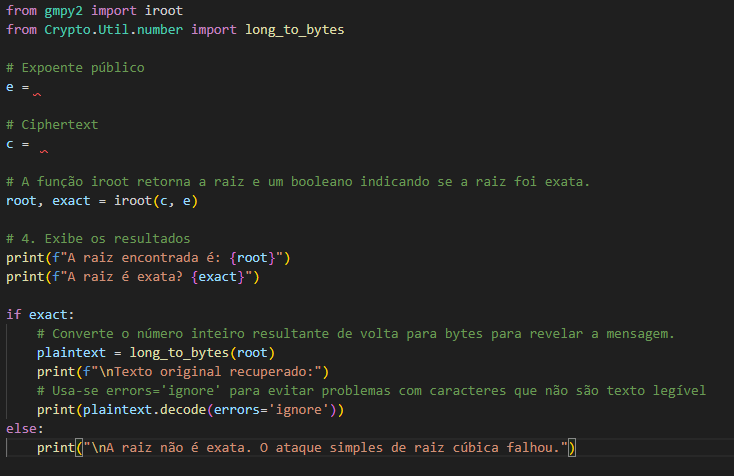 from gmpy2 import iroot
from Crypto.Util.number import long_to_bytes
# Expoente público
e =
# Ciphertext
c =
# A função iroot retorna a raiz e um booleano indicando se a raiz foi exata.
root, exact = iroot(c, e)
# 4. Exibe os resultados
print(f"A raiz encontrada é: {root}")
print(f"A raiz é exata? {exact}")
if exact:
    # Converte o número inteiro resultante de volta para bytes para revelar a mensagem.
    plaintext = long_to_bytes(root)
    print(f"\nTexto original recuperado:")
    # Usa-se errors='ignore' para evitar problemas com caracteres que não são texto legível
    print(plaintext.decode(errors='ignore'))
else:
    print("\nA raiz não é exata. O ataque simples de raiz cúbica falhou.")